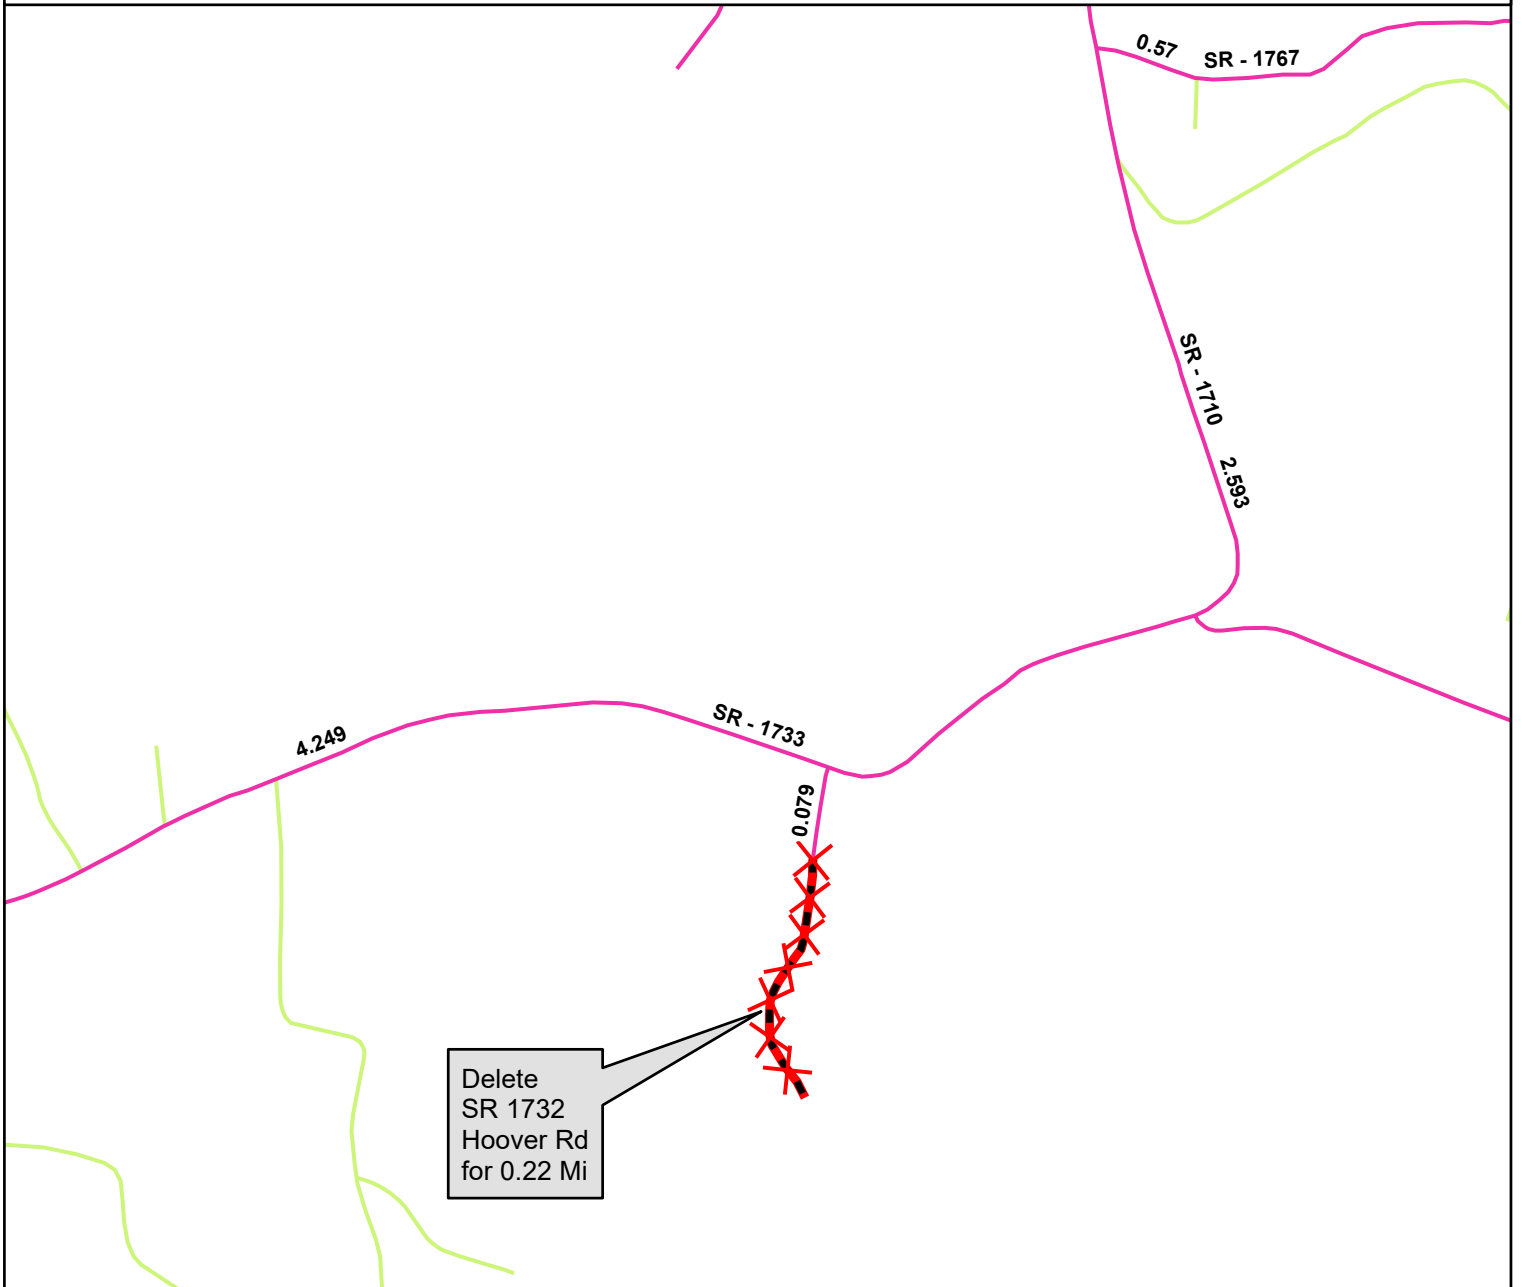 0.57
SR - 1767
SR - 1710
2.593
SR - 1733
4.249
0.079
Delete
SR 1732
Hoover Rd
for 0.22 Mi